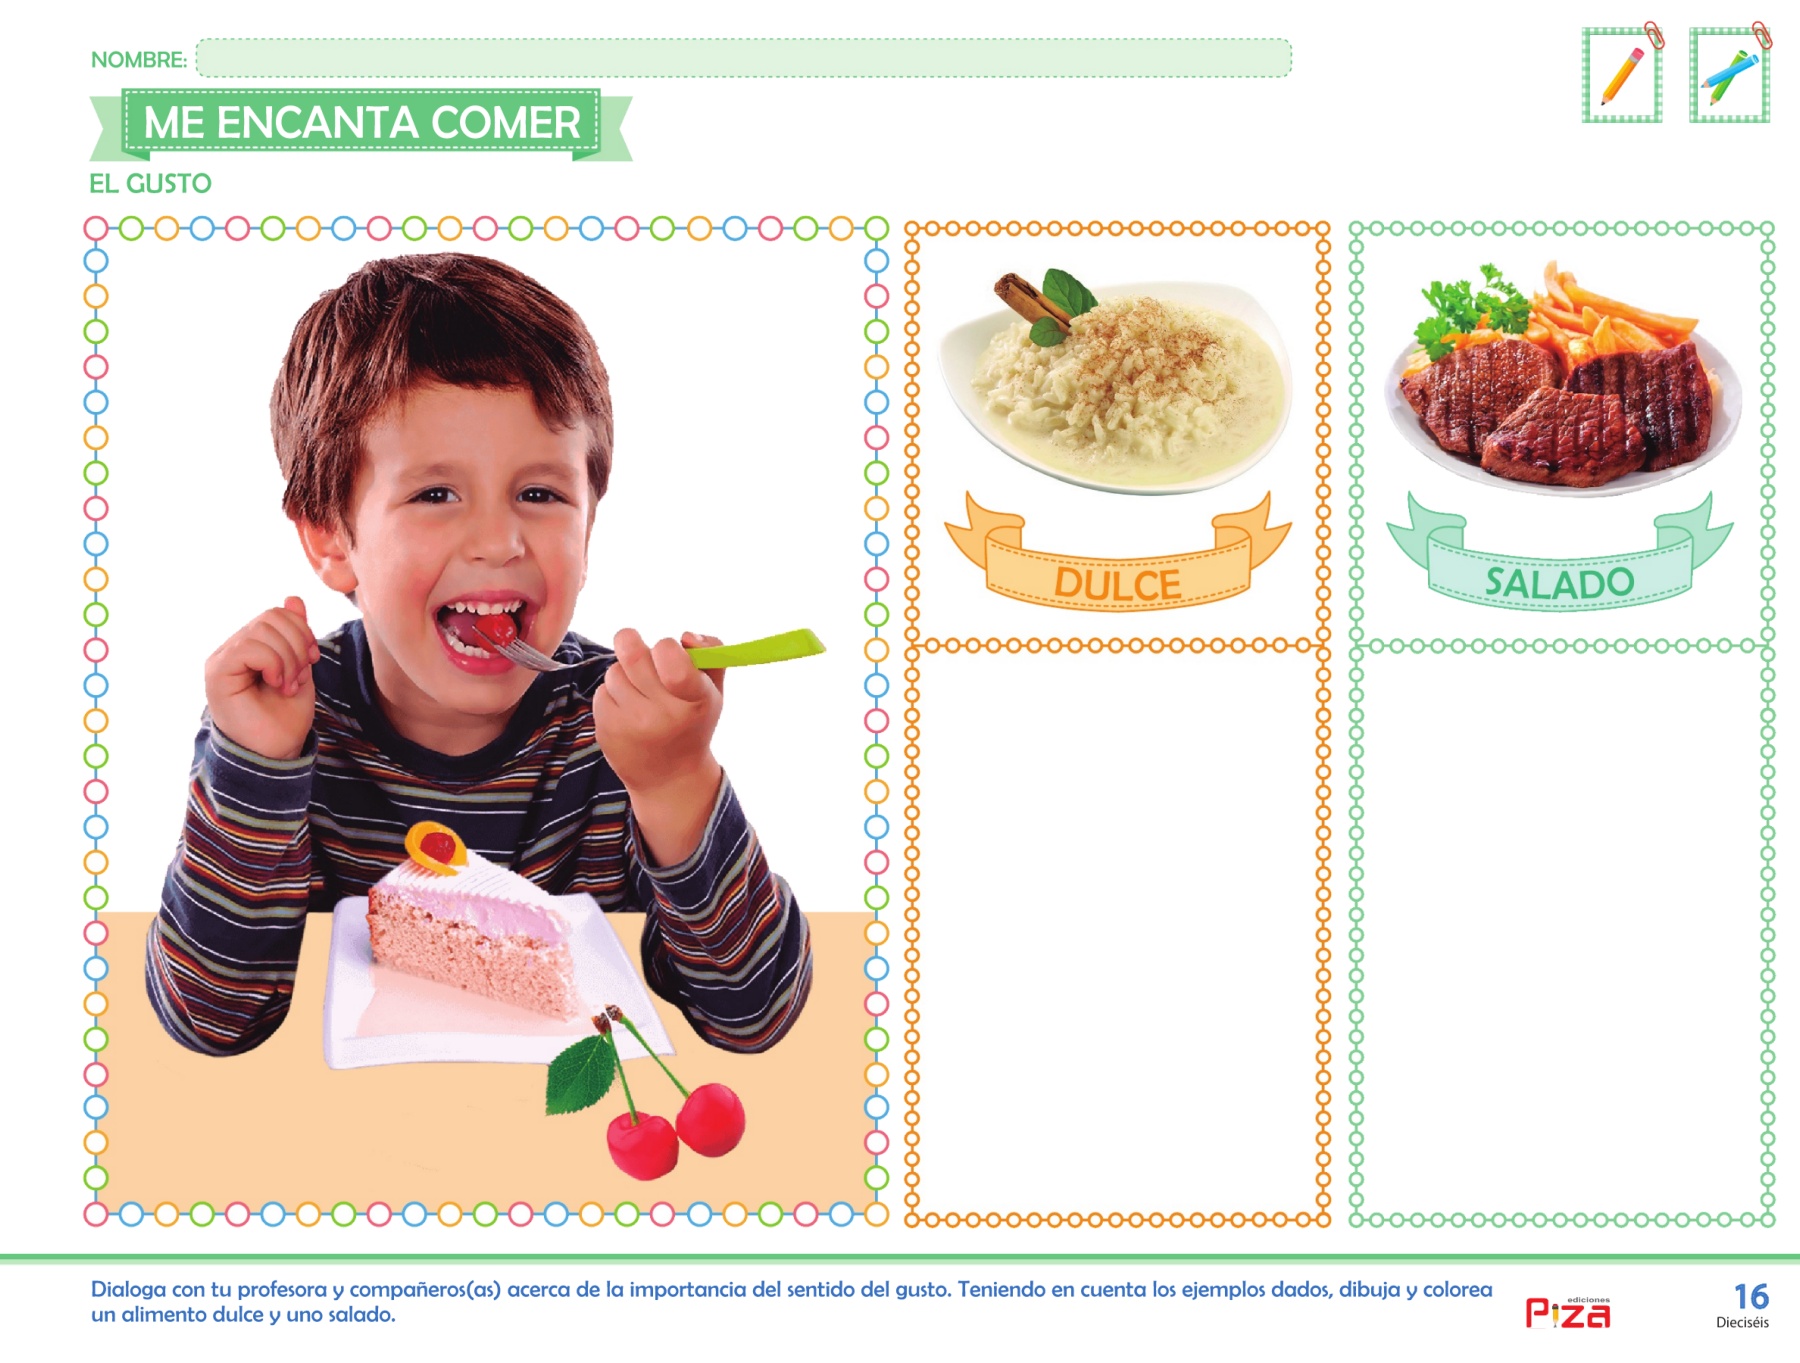 NOMBRE:
ME ENCANTA COMER
EL GUSTO
DULCE
SALADO
Dialoga con tu profesora y compañeros(as) acerca de la importancia del sentido del gusto. Teniendo en cuenta los ejemplos dados, dibuja y colorea
un alimento dulce y uno salado.
ediciones
Piza
16
Dieciséis